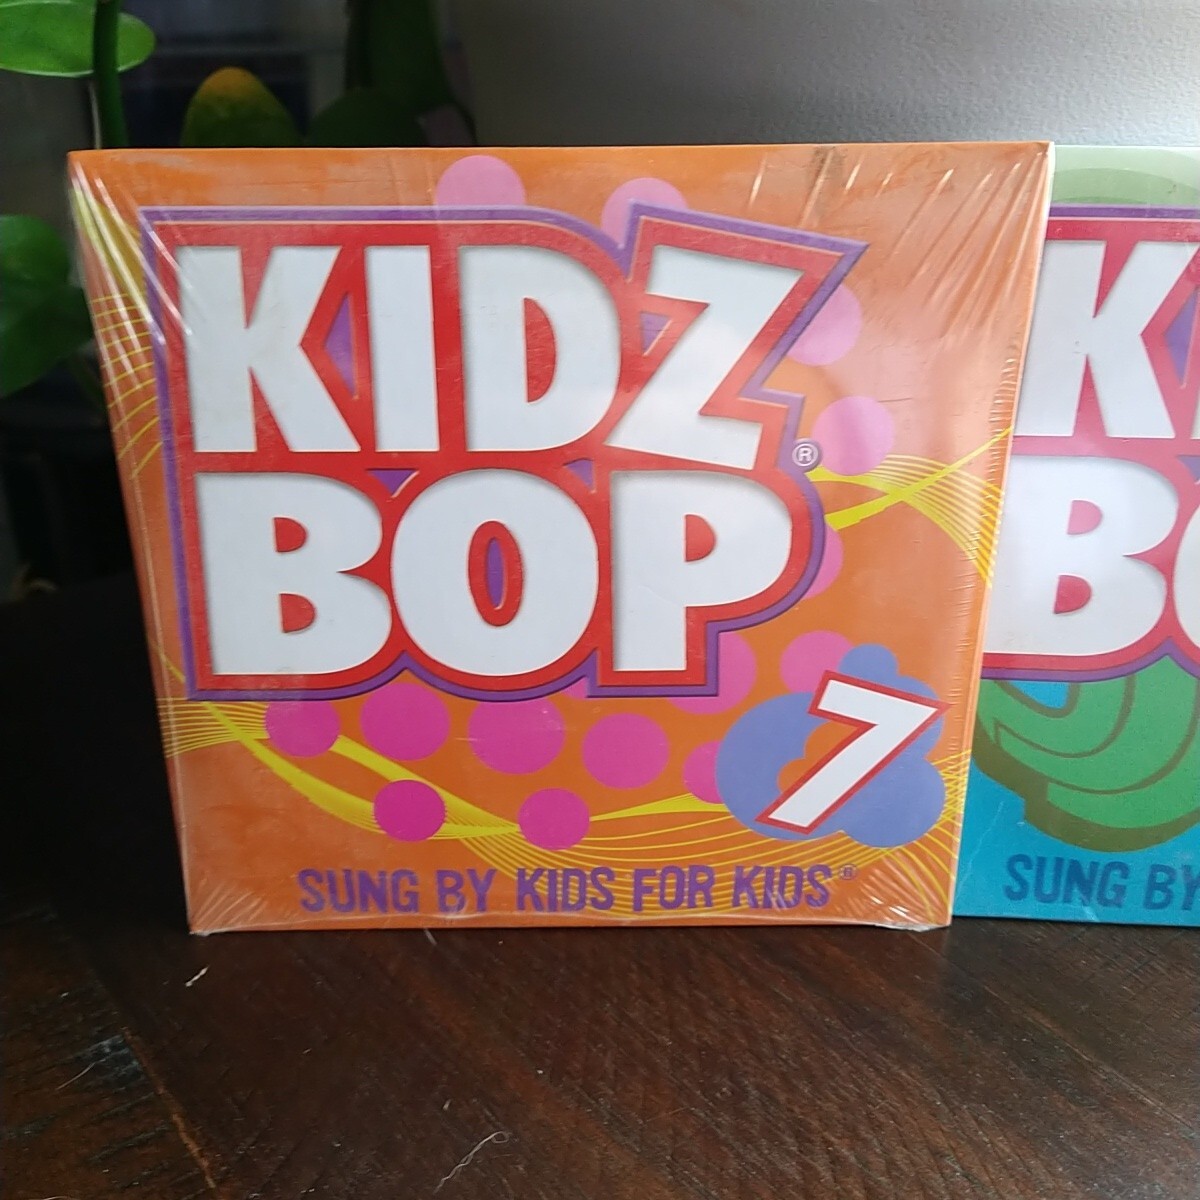 KIDZ
BOP
®
7
SUNG BY KIDS FOR KIDS®
K
B
SUNG BY